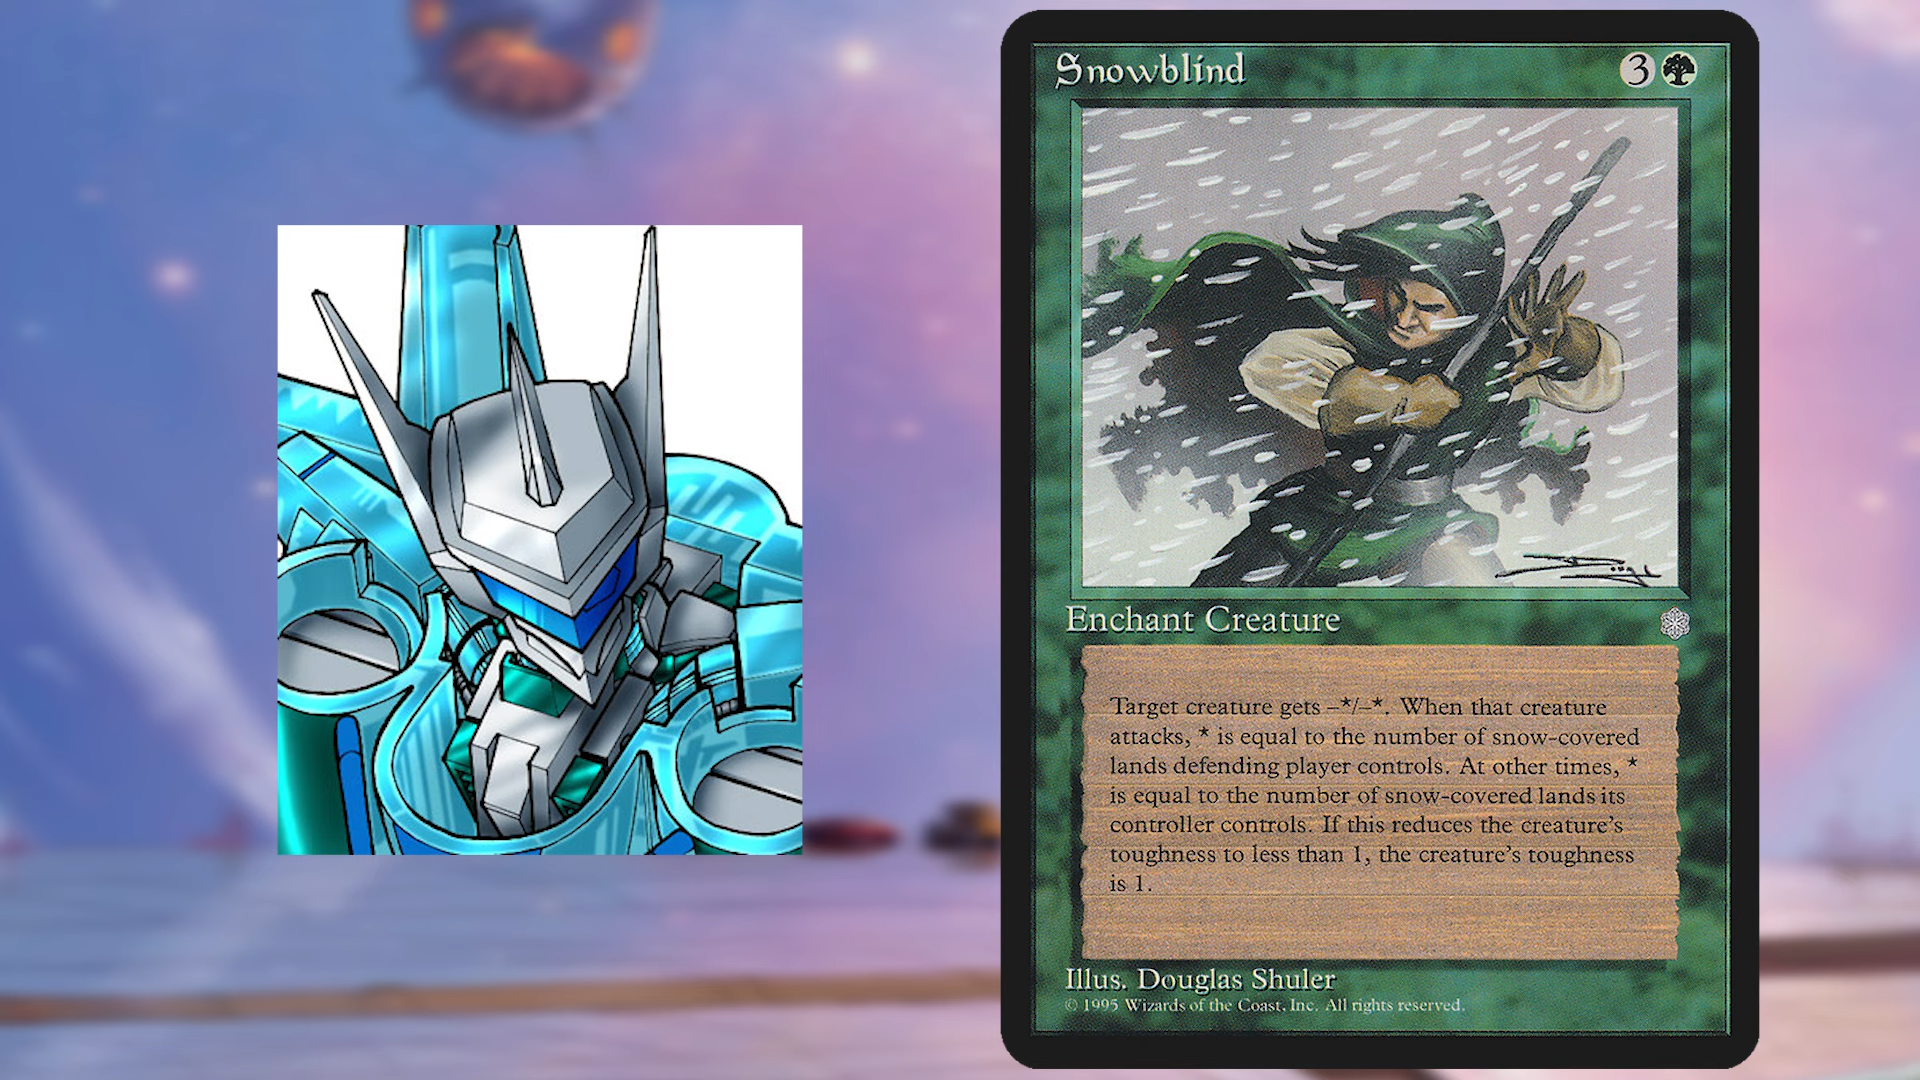 Snowblind 3
Enchant Creature
Target creature gets –*/–*. When that creature
attacks, * is equal to the number of snow-covered
lands defending player controls. At other times, *
is equal to the number of snow-covered lands its
controller controls. If this reduces the creature's
toughness to less than 1, the creature's toughness
is 1.
Illus. Douglas Shuler
© 1995 Wizards of the Coast, Inc. All rights reserved.